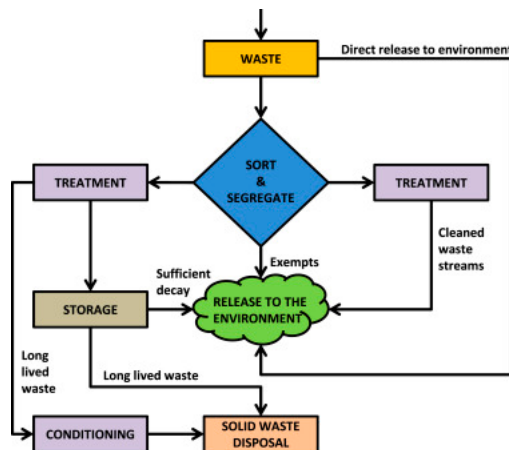 Direct release to environment
WASTE
SORT
&
SEGREGATE
TREATMENT
TREATMENT
Cleaned
waste
streams
Exempts
Sufficient
decay
STORAGE
RELEASE TO THE
ENVIRONMENT
Long
lived
waste
Long lived waste
CONDITIONING
SOLID WASTE
DISPOSAL